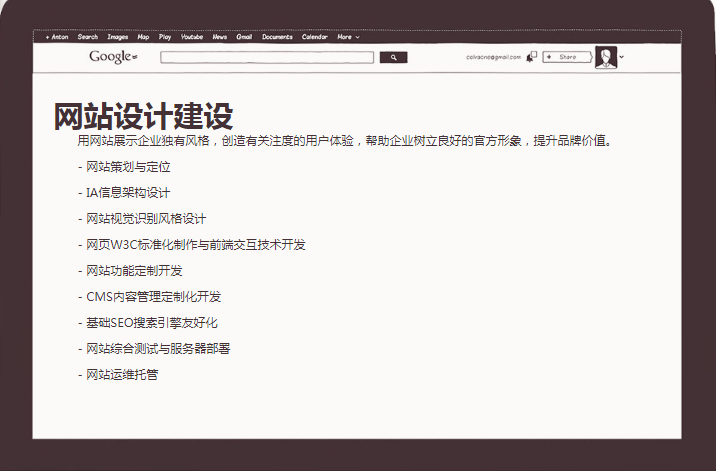 + Anton Search Images Map Play Youtube News Gmail Documents Calendar More
Google
colivacne@gmail.com + Share
网站设计建设
用网站展示企业独有风格，创造有关注度的用户体验，帮助企业树立良好的官方形象，提升品牌价值。
- 网站策划与定位
- IA信息架构设计
- 网站视觉识别风格设计
- 网页W3C标准化制作与前端交互技术开发
- 网站功能定制开发
- CMS内容管理定制化开发
- 基础SEO搜索引擎友好化
- 网站综合测试与服务器部署
- 网站运维托管